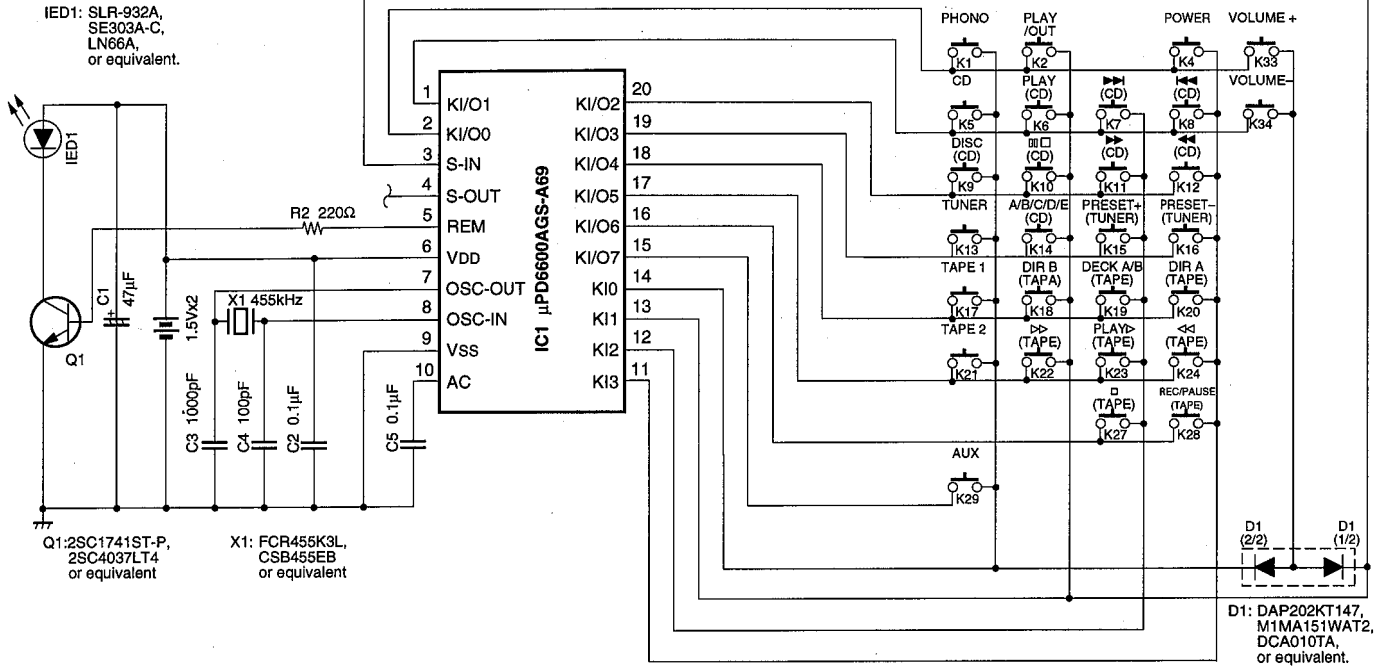 IED1: SLR-932A,
SE303A-C,
LN66A,
or equivalent.
IED1
Q1
C1
47µF
1.5Vx2
R2 220Ω
X1 455kHz
C3 1000pF
C4 100pF
C2 0.1µF
C5 0.1µF
Q1:2SC1741ST-P,
2SC4037LT4
or equivalent
X1: FCR455K3L,
CSB455EB
or equivalent
IC1 µPD6600AGS-A69
1 KI/O1
2 KI/O0
3 S-IN
4 S-OUT
5 REM
6 VDD
7 OSC-OUT
8 OSC-IN
9 VSS
10 AC
KI/O2 20
KI/O3 19
KI/O4 18
KI/O5 17
KI/O6 16
KI/O7 15
KI0 14
KI1 13
KI2 12
KI3 11
PHONO PLAY POWER VOLUME +
/OUT
K1 K2 K4 K33
CD PLAY VOLUME–
(CD) (CD) (CD)
K5 K6 K7 K8 K34
DISC
(CD) (CD) (CD) (CD)
K9 K10 K11 K12
TUNER A/B/C/D/E PRESET+ PRESET–
(CD) (TUNER) (TUNER)
K13 K14 K15 K16
TAPE 1 DIR B DECK A/B DIR A
(TAPA) (TAPE) (TAPE)
K17 K18 K19 K20
TAPE 2 ▷▷ PLAY▷ ◁◁
(TAPE) (TAPE) (TAPE)
K21 K22 K23 K24
□ REC/PAUSE
(TAPE) (TAPE)
K27 K28
AUX
K29
D1 D1
(2/2) (1/2)
D1: DAP202KT147,
M1MA151WAT2,
DCA010TA,
or equivalent.